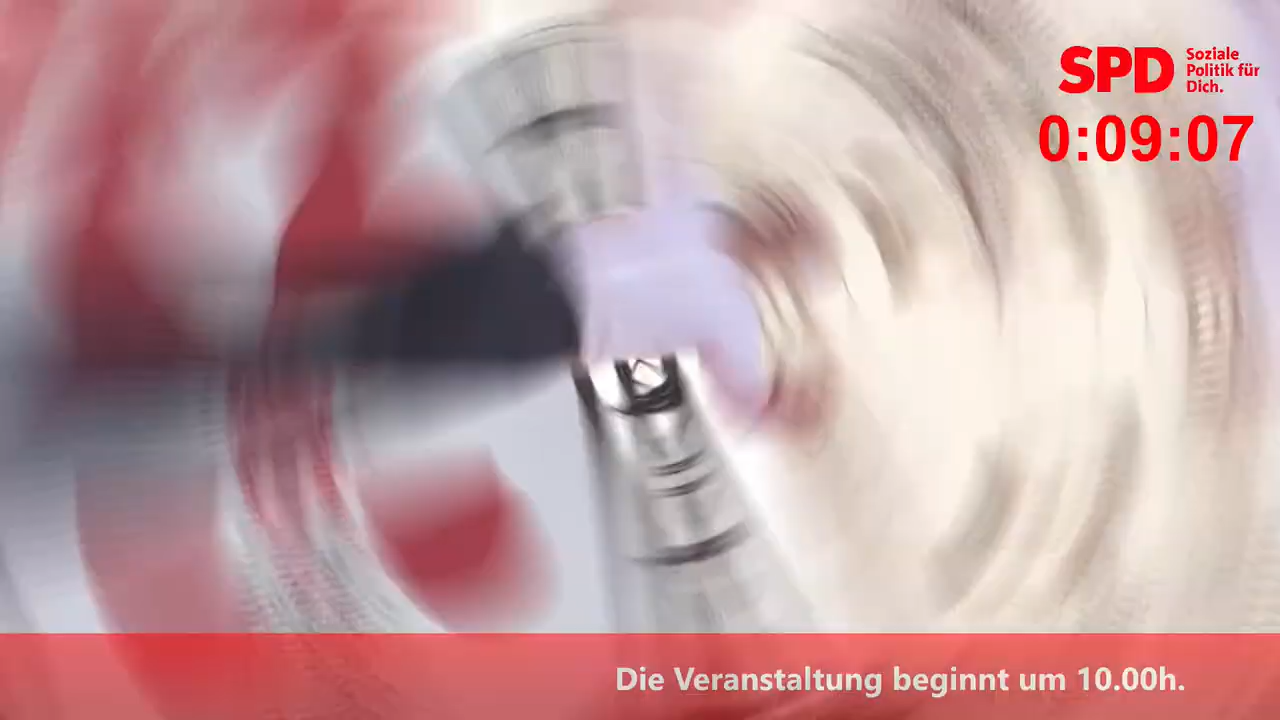 SPD
Soziale
Politik für
Dich.
0:09:07
Die Veranstaltung beginnt um 10.00h.